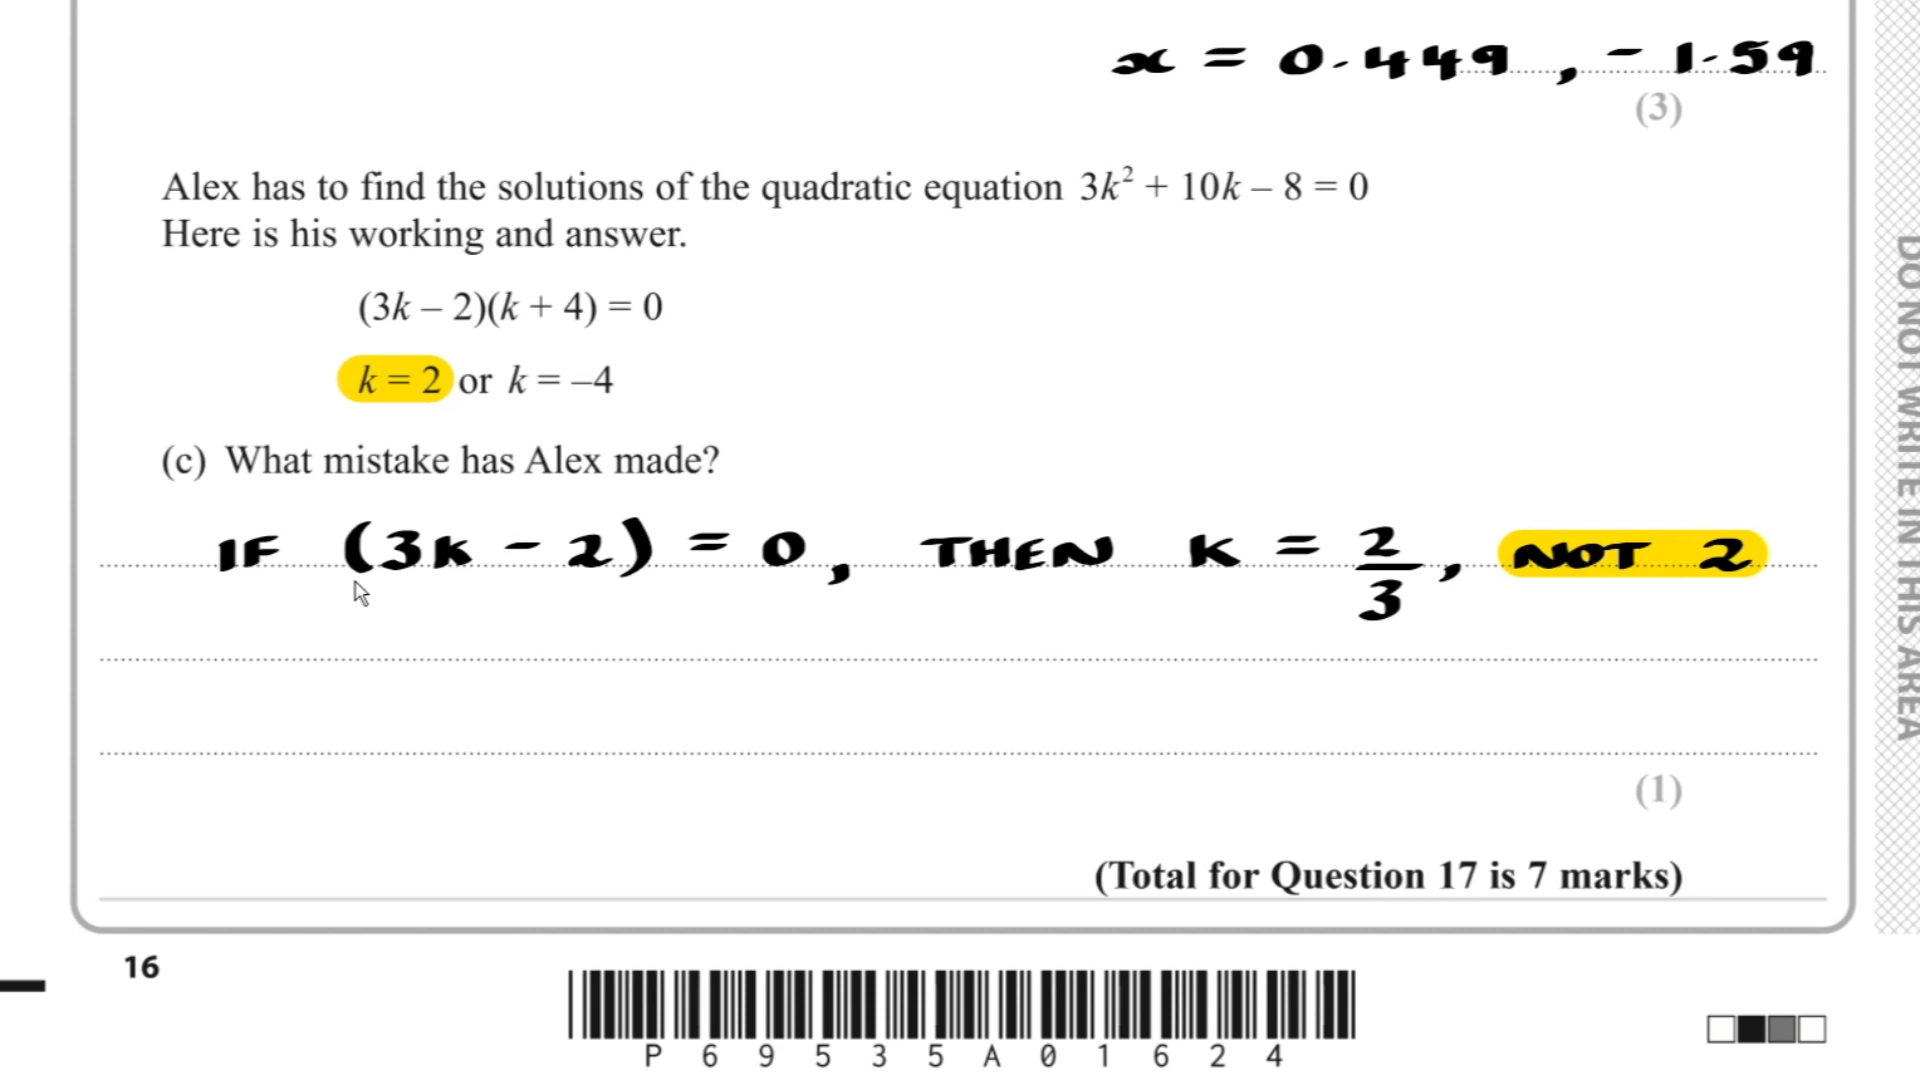 x = 0.449 , - 1.59
(3)
Alex has to find the solutions of the quadratic equation 3k² + 10k – 8 = 0
Here is his working and answer.
(3k – 2)(k + 4) = 0
k = 2 or k = –4
(c) What mistake has Alex made?
IF (3K - 2) = 0, THEN K = 2/3, NOT 2
(1)
(Total for Question 17 is 7 marks)
16
P 6 9 5 3 5 A 0 1 6 2 4
DO NOT WRITE IN THIS AREA